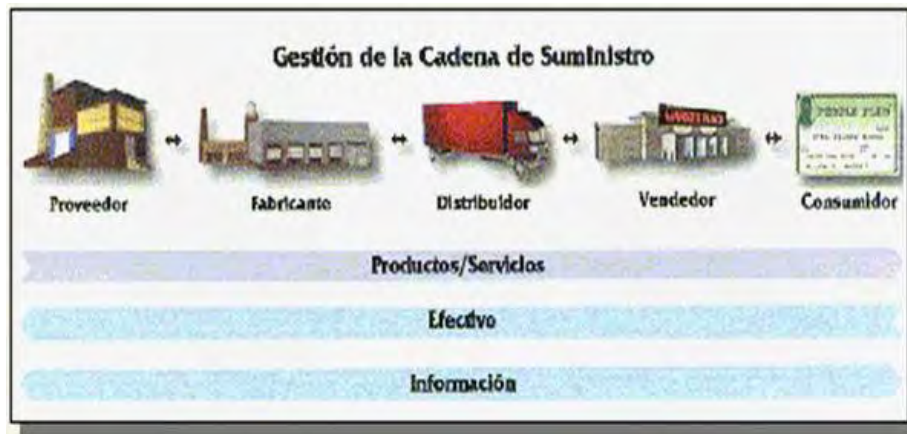 Gestión de la Cadena de Suministro
Proveedor
Fabricante
Distribuidor
Vendedor
Consumidor
Productos/Servicios
Efectivo
Información